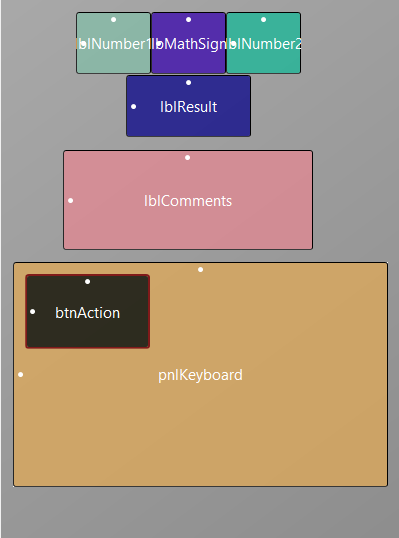 lblNumber1
lblMathSign
lblNumber2
lblResult
lblComments
btnAction
pnlKeyboard